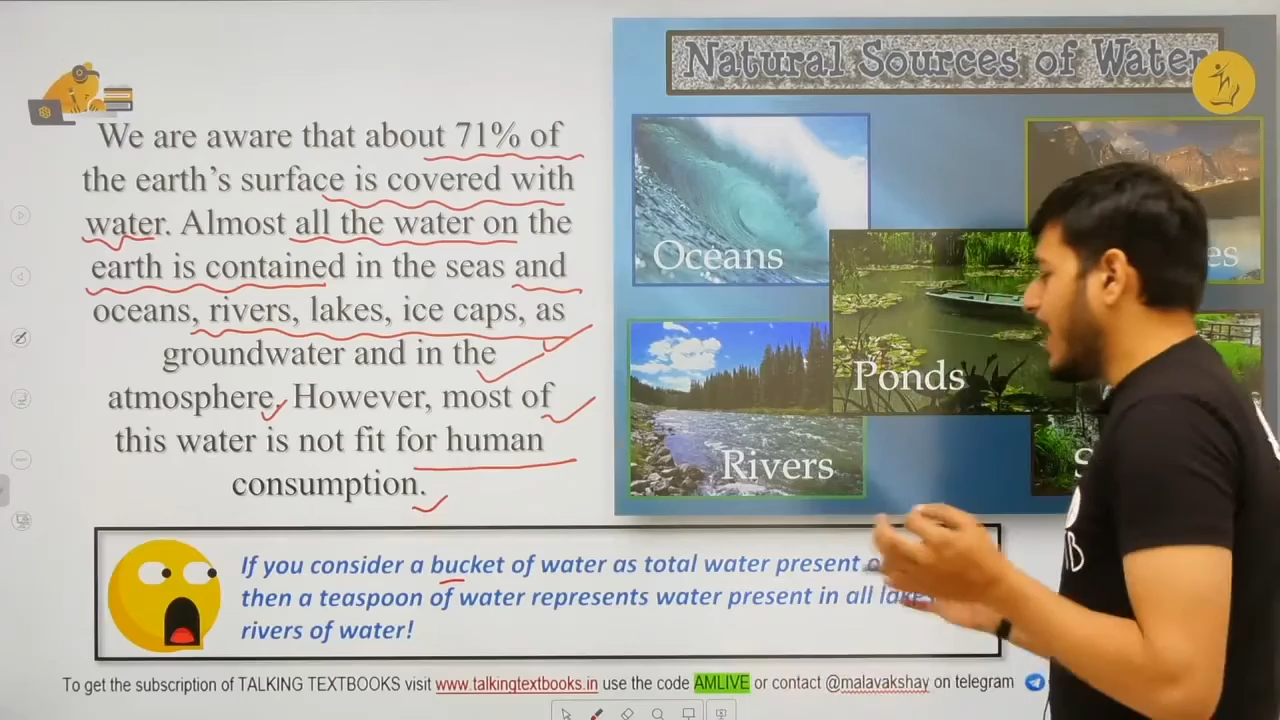 Natural Sources of Water
We are aware that about 71% of
the earth's surface is covered with
water. Almost all the water on the
earth is contained in the seas and
oceans, rivers, lakes, ice caps, as
groundwater and in the
atmosphere. However, most of
this water is not fit for human
consumption.
Oceans
Ponds
Rivers
If you consider a bucket of water as total water present
then a teaspoon of water represents water present in all
rivers of water!
To get the subscription of TALKING TEXTBOOKS visit www.talkingtextbooks.in use the code AMLIVE or contact @malavakshay on telegram